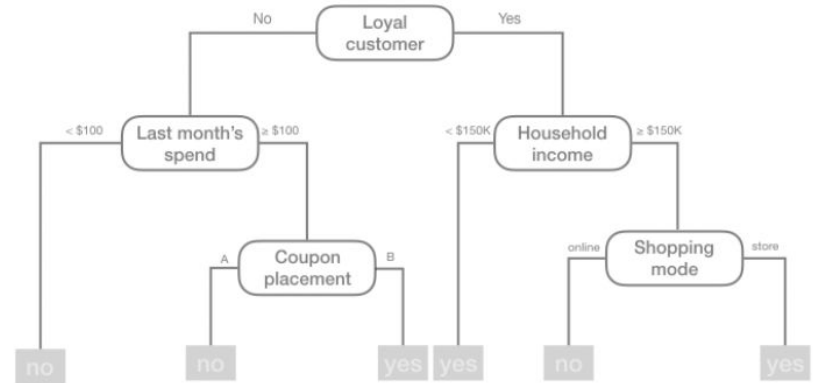 No
Loyal
customer
Yes
< $100
Last month's
spend
≥ $100
< $150K
Household
income
≥ $150K
A
Coupon
placement
B
online
Shopping
mode
store
no
no
yes
yes
no
yes